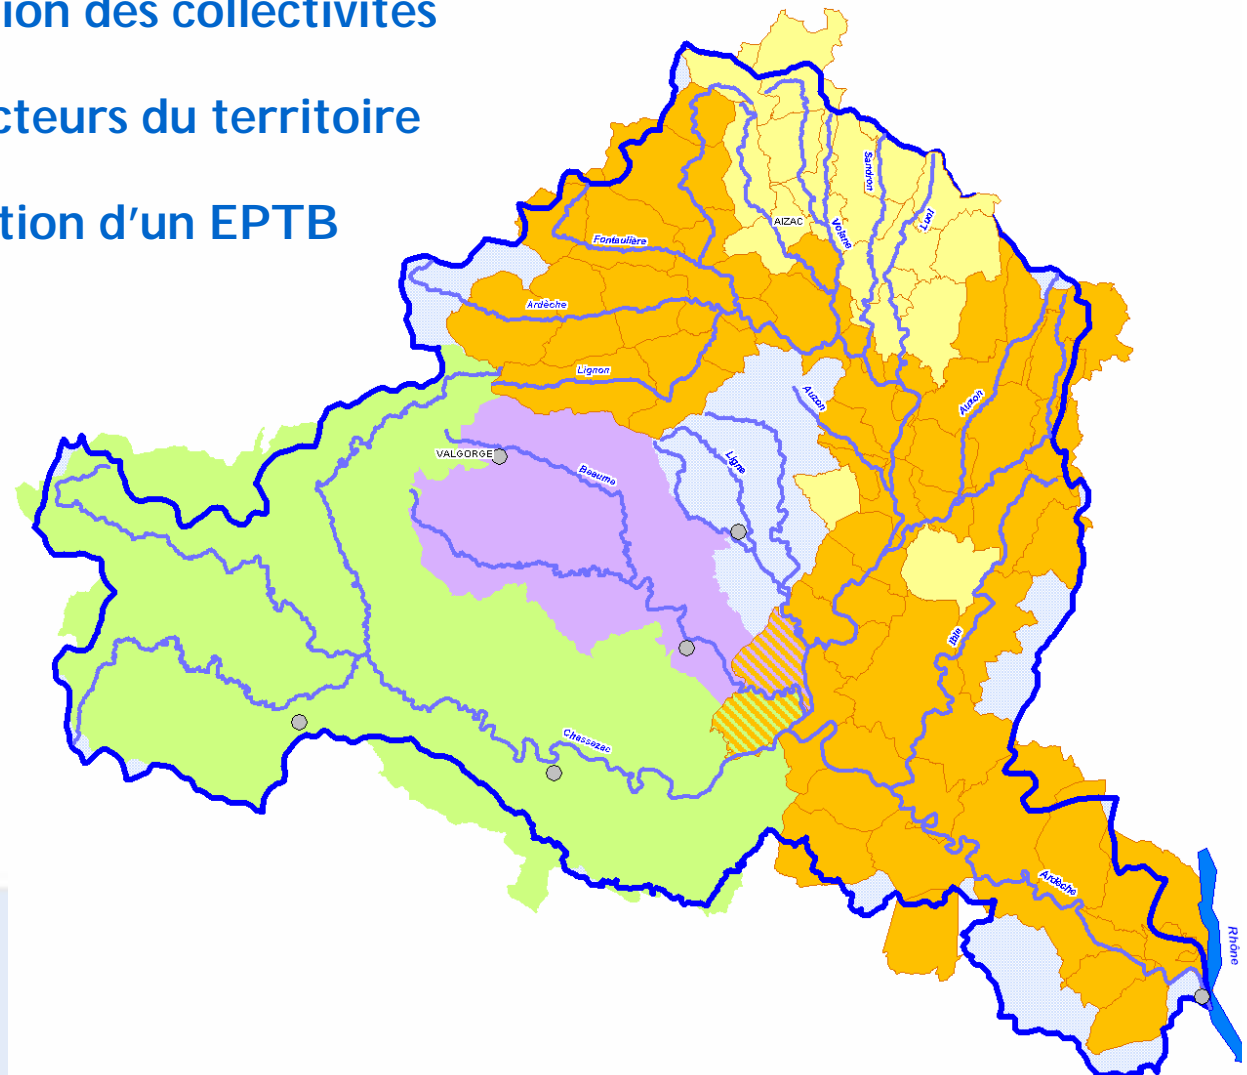 ion des collectivités
cteurs du territoire
tion d'un EPTB
Sandron
AIZAC
Volane
Luol
Fontaulière
Ardèche
Lignon
Auzon
Auzon
VALGORGE
Beaume
Ligne
Ibie
Chassezac
Ardèche
Rhône